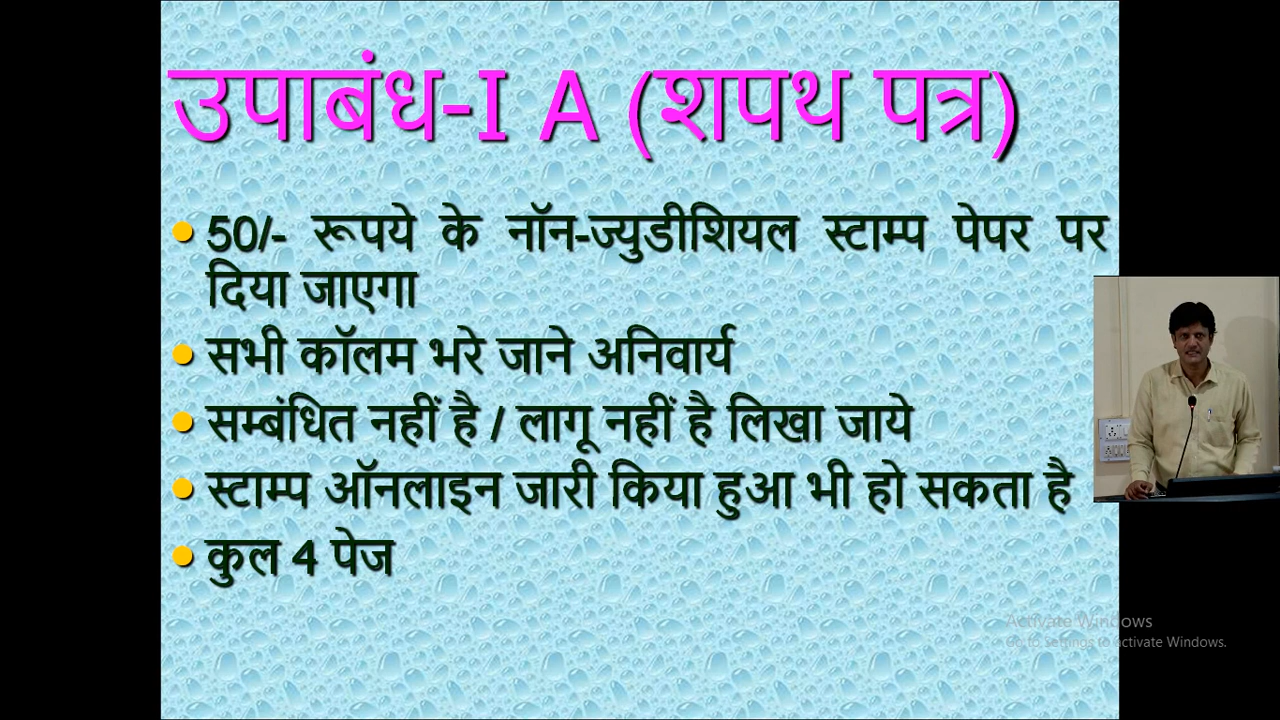 उपाबंध-I A (शपथ पत्र)
50/- रूपये के नॉन-ज्युडीशियल स्टाम्प पेपर पर
दिया जाएगा
सभी कॉलम भरे जाने अनिवार्य
सम्बंधित नहीं है / लागू नहीं है लिखा जाये
स्टाम्प ऑनलाइन जारी किया हुआ भी हो सकता है
कुल 4 पेज
Activate Windows
Go to Settings to activate Windows.